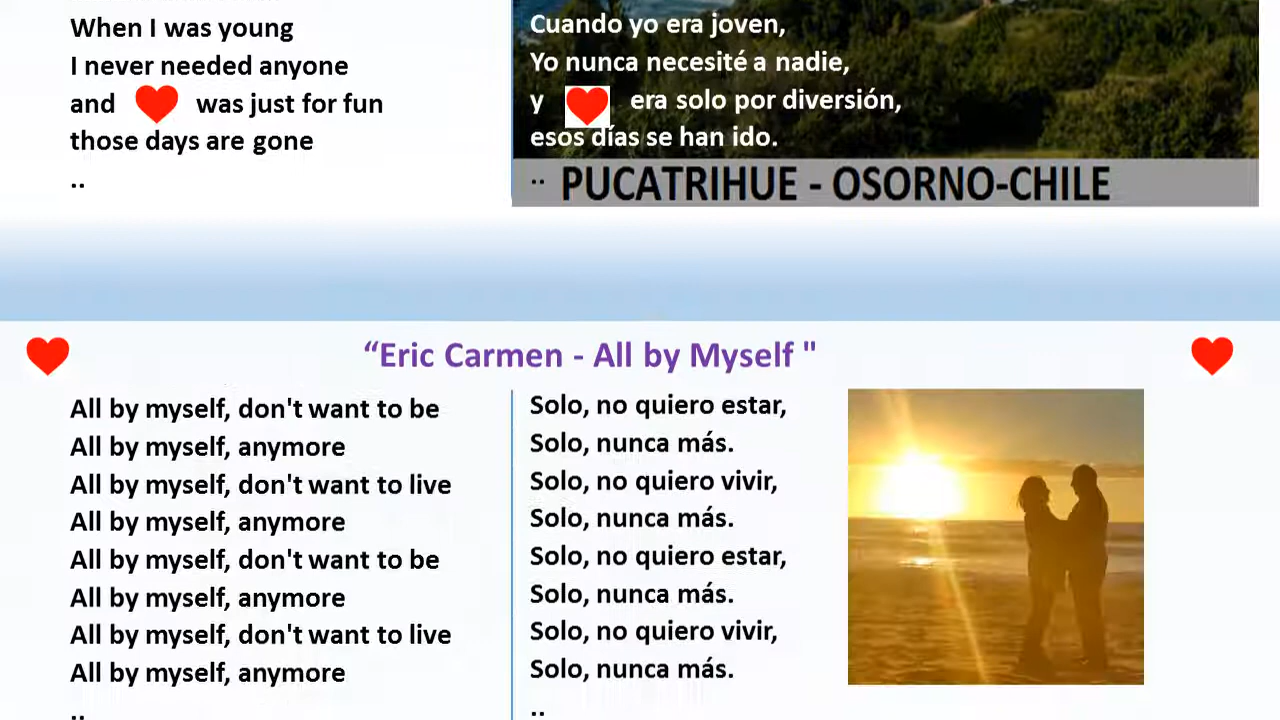 When I was young
I never needed anyone
and ❤ was just for fun
those days are gone
..
Cuando yo era joven,
Yo nunca necesité a nadie,
y ❤ era solo por diversión,
esos días se han ido.
..
PUCATRIHUE - OSORNO-CHILE
“Eric Carmen - All by Myself "
All by myself, don't want to be
All by myself, anymore
All by myself, don't want to live
All by myself, anymore
All by myself, don't want to be
All by myself, anymore
All by myself, don't want to live
All by myself, anymore
..
Solo, no quiero estar,
Solo, nunca más.
Solo, no quiero vivir,
Solo, nunca más.
Solo, no quiero estar,
Solo, nunca más.
Solo, no quiero vivir,
Solo, nunca más.
..